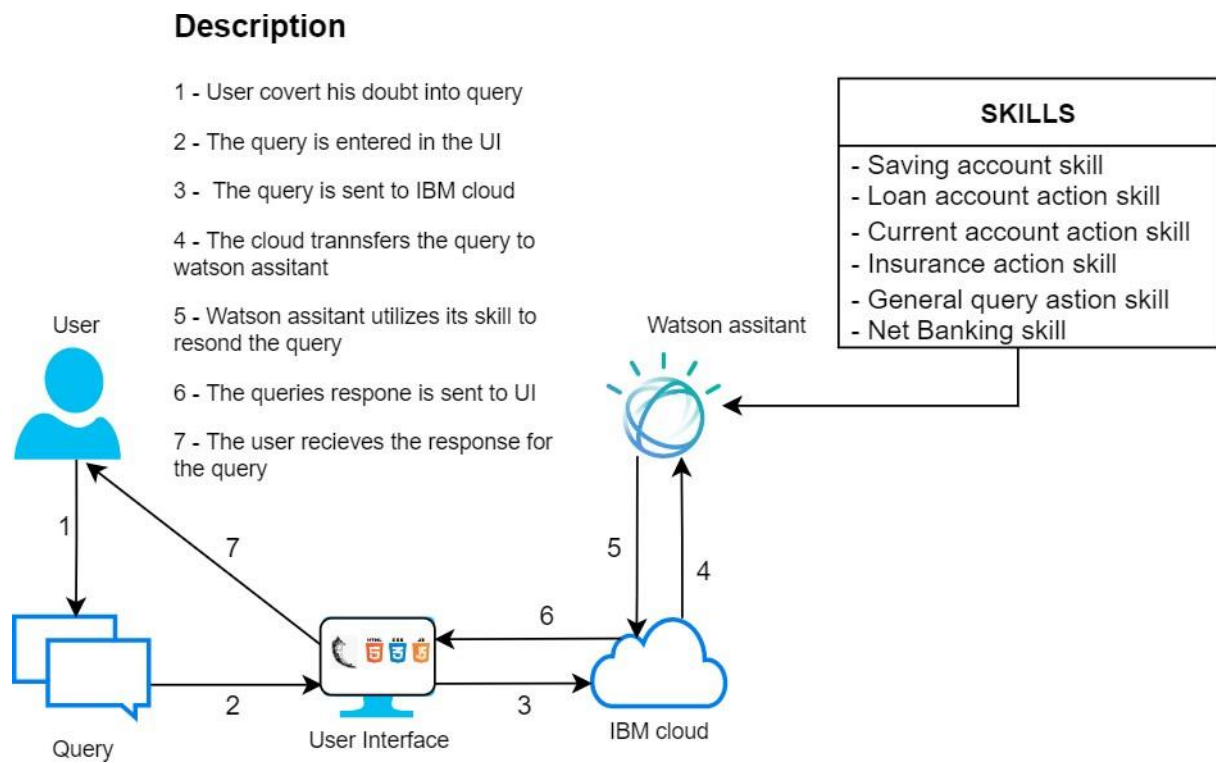 Description
1 - User covert his doubt into query
2 - The query is entered in the UI
3 -  The query is sent to IBM cloud
4 - The cloud trannsfers the query to
watson assitant
5 - Watson assitant utilizes its skill to
resond the query
6 - The queries respone is sent to UI
7 - The user recieves the response for
the query
SKILLS
- Saving account skill
- Loan account action skill
- Current account action skill
- Insurance action skill
- General query astion skill
- Net Banking skill
User
Watson assitant
1
7
5
4
6
2
3
HTML
5
CSS
3
JS
5
Query
User Interface
IBM cloud